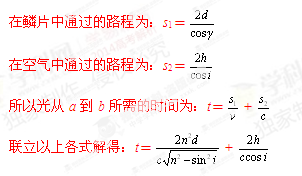 在鳞片中通过的路程为：s₁=2d/cosγ
在空气中通过的路程为：s₂=2h/cosi
所以光从 a 到 b 所需的时间为：t=s₁/v+s₂/c
联立以上各式解得：t=2n²d/(c√(n²−sin²i))+2h/(ccosi)